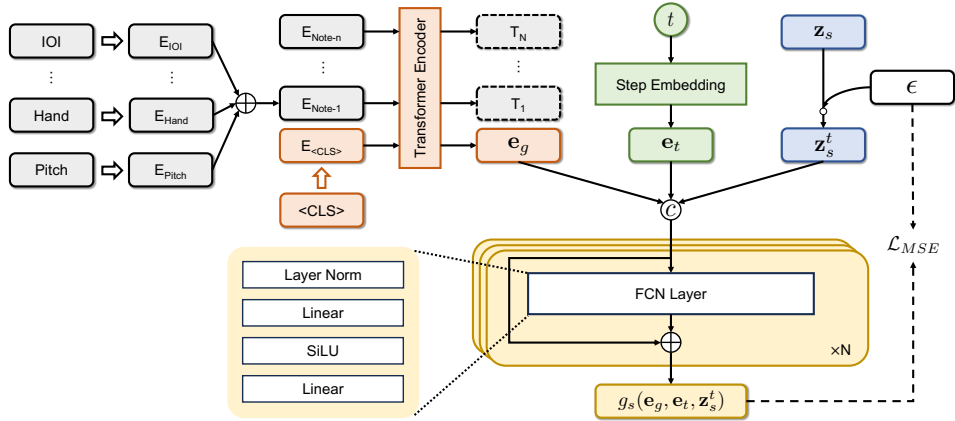 IOI
E_IOI
⋮
⋮
Hand
E_Hand
Pitch
E_Pitch
E_Note-n
⋮
E_Note-1
E_<CLS>
<CLS>
Transformer Encoder
T_N
⋮
T_1
e_g
t
Step Embedding
e_t
z_s
ϵ
z_s^t
c
L_MSE
Layer Norm
Linear
SiLU
Linear
FCN Layer
×N
g_s(e_g, e_t, z_s^t)